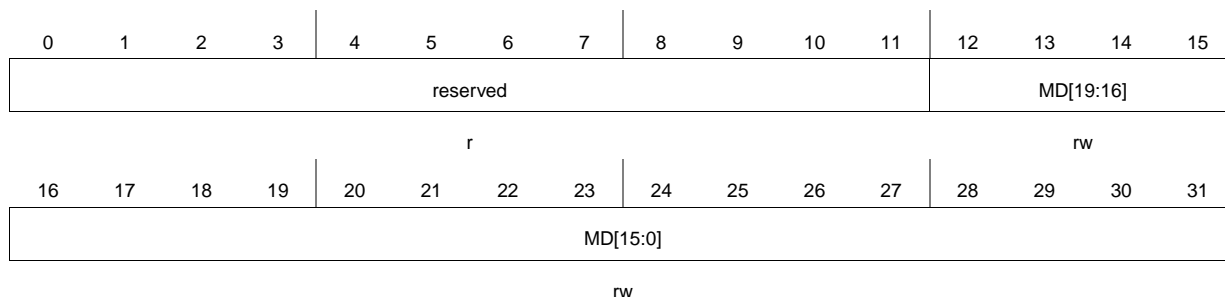 0 1 2 3 4 5 6 7 8 9 10 11 12 13 14 15
reserved MD[19:16]
r rw
16 17 18 19 20 21 22 23 24 25 26 27 28 29 30 31
MD[15:0]
rw